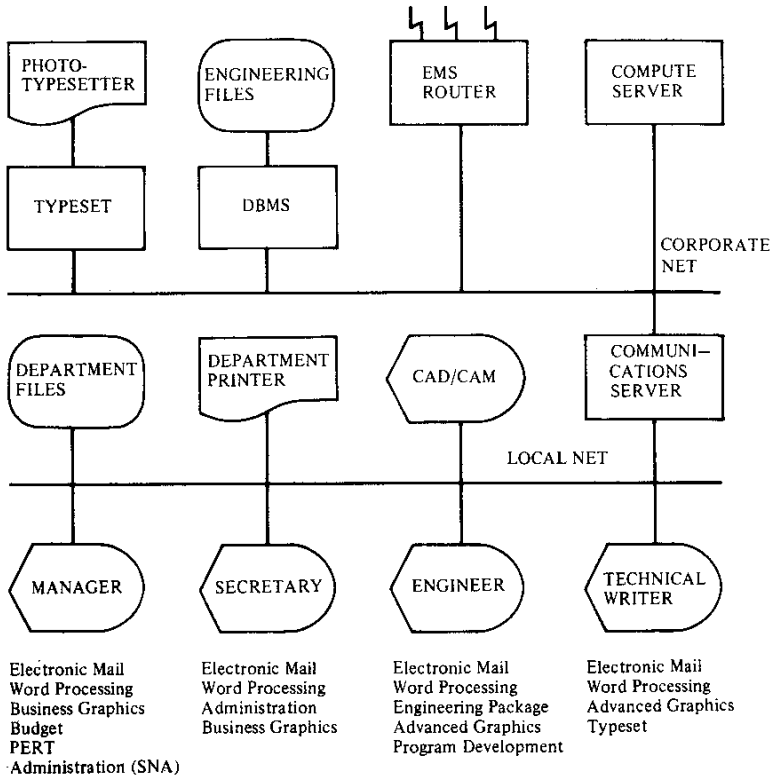 PHOTO-
TYPESETTER
ENGINEERING
FILES
EMS
ROUTER
COMPUTE
SERVER
TYPESET
DBMS
CORPORATE
NET
DEPARTMENT
FILES
DEPARTMENT
PRINTER
CAD/CAM
COMMUNI–
CATIONS
SERVER
LOCAL NET
MANAGER
SECRETARY
ENGINEER
TECHNICAL
WRITER
Electronic Mail
Word Processing
Business Graphics
Budget
PERT
Administration (SNA)
Electronic Mail
Word Processing
Administration
Business Graphics
Electronic Mail
Word Processing
Engineering Package
Advanced Graphics
Program Development
Electronic Mail
Word Processing
Advanced Graphics
Typeset